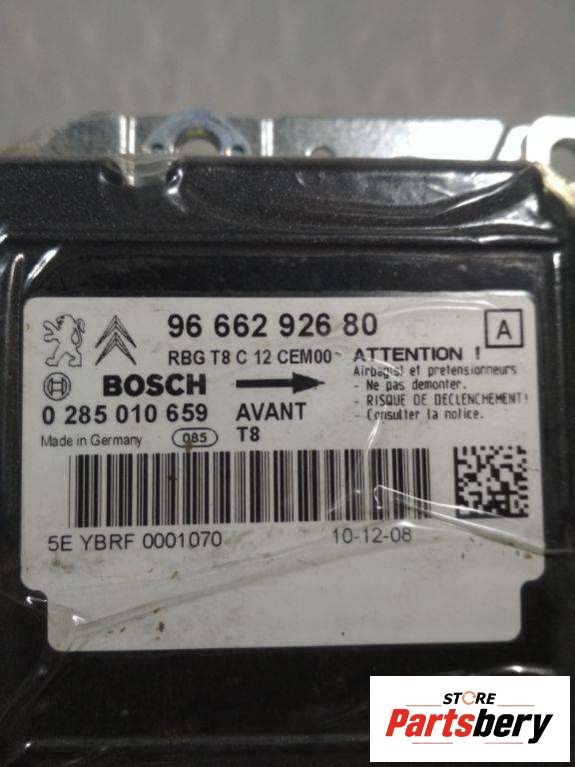 96 662 926 80
A
RBG T8 C 12 CEM00
ATTENTION !
Airbag(s) et pretensionneurs
- Ne pas demonter.
- RISQUE DE DECLENCHEMENT!
- Consulter la notice.
BOSCH
0 285 010 659
AVANT
T8
Made in Germany
085
5E YBRF 0001070
10-12-08
STORE
Partsbery